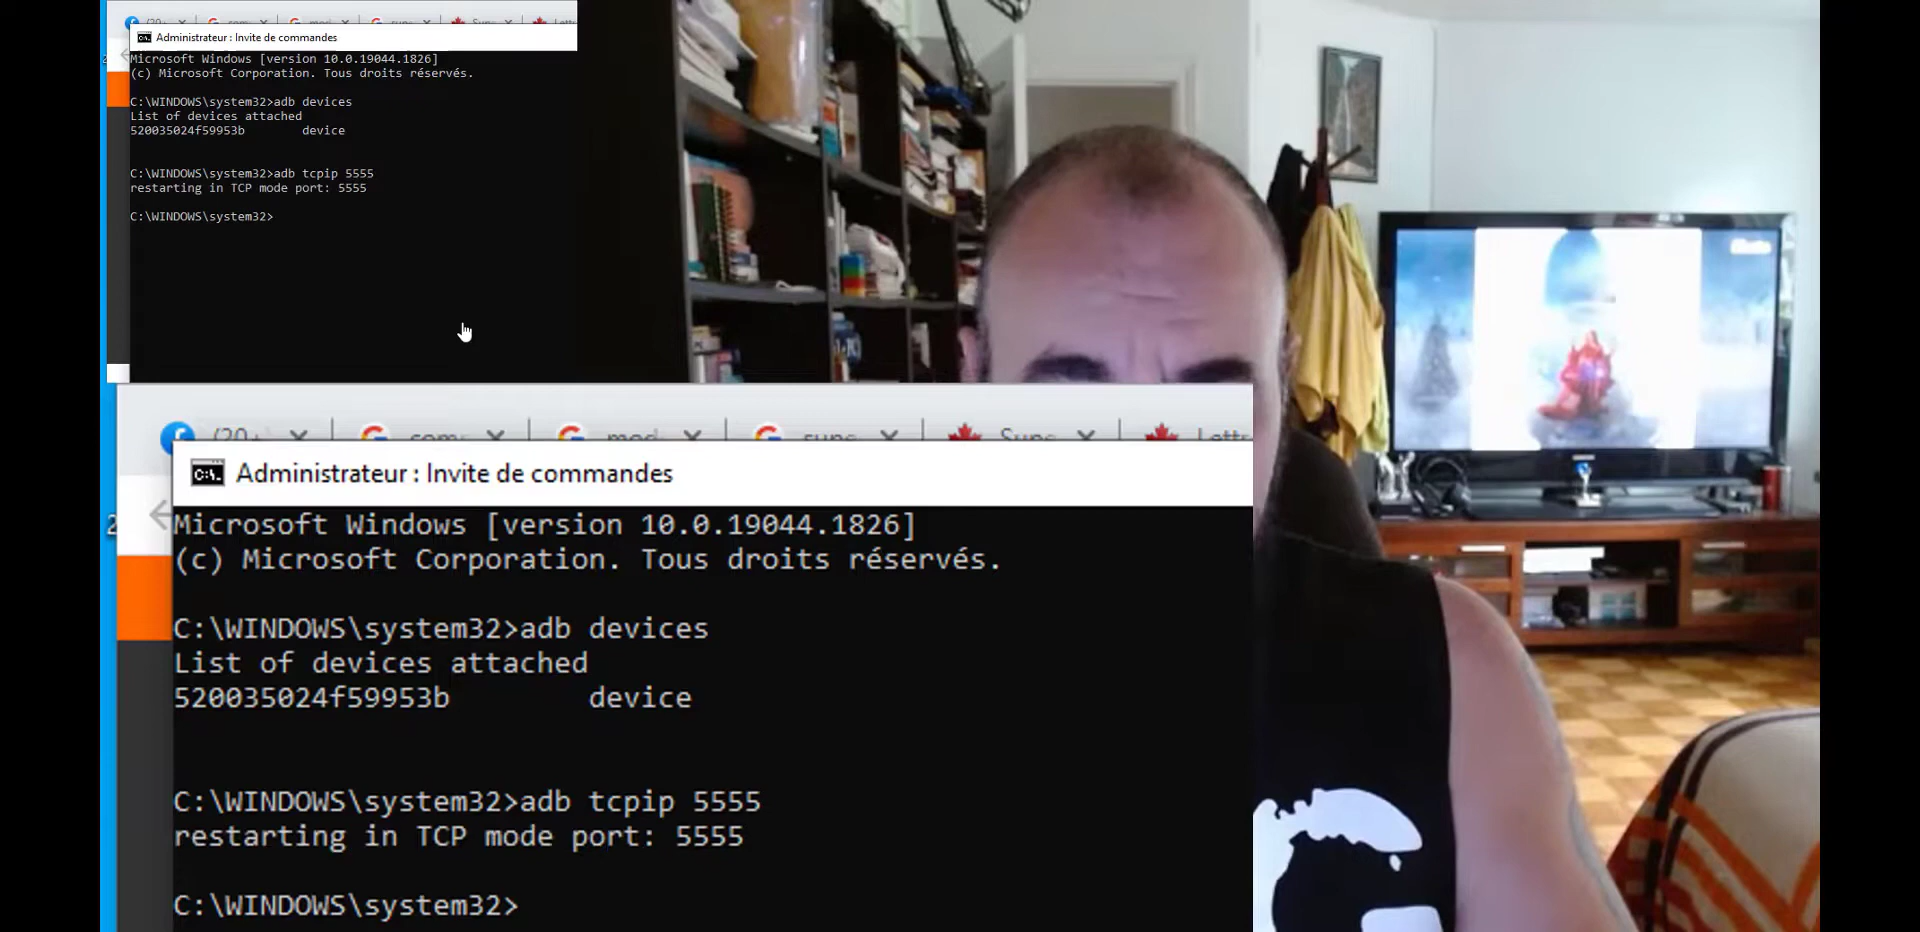 Administrateur : Invite de commandes
Microsoft Windows [version 10.0.19044.1826]
(c) Microsoft Corporation. Tous droits réservés.
C:\WINDOWS\system32>adb devices
List of devices attached
520035024f59953b device
C:\WINDOWS\system32>adb tcpip 5555
restarting in TCP mode port: 5555
C:\WINDOWS\system32>
Administrateur : Invite de commandes
Microsoft Windows [version 10.0.19044.1826]
(c) Microsoft Corporation. Tous droits réservés.
C:\WINDOWS\system32>adb devices
List of devices attached
520035024f59953b device
C:\WINDOWS\system32>adb tcpip 5555
restarting in TCP mode port: 5555
C:\WINDOWS\system32>